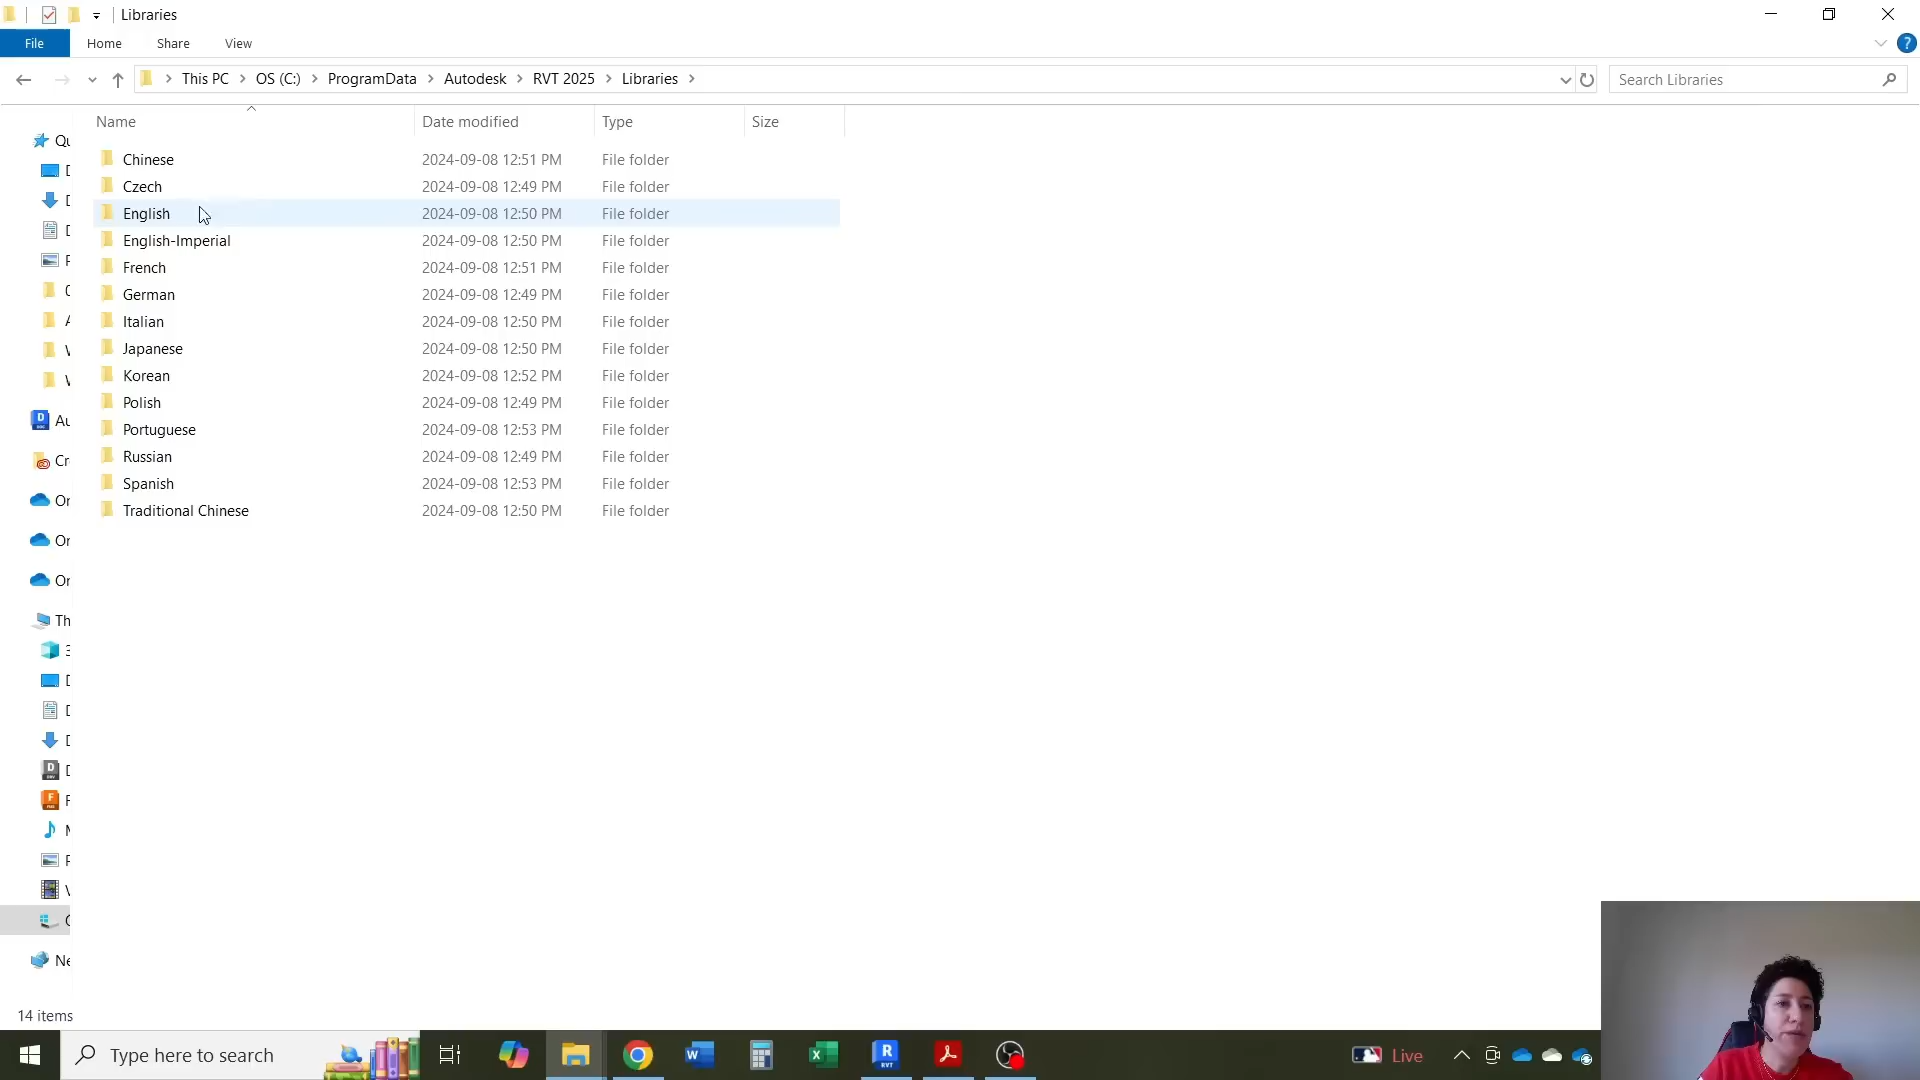 Libraries
File Home Share View
This PC > OS (C:) > ProgramData > Autodesk > RVT 2025 > Libraries >
Search Libraries
Name Date modified Type Size
Chinese 2024-09-08 12:51 PM File folder
Czech 2024-09-08 12:49 PM File folder
English 2024-09-08 12:50 PM File folder
English-Imperial 2024-09-08 12:50 PM File folder
French 2024-09-08 12:51 PM File folder
German 2024-09-08 12:49 PM File folder
Italian 2024-09-08 12:50 PM File folder
Japanese 2024-09-08 12:50 PM File folder
Korean 2024-09-08 12:52 PM File folder
Polish 2024-09-08 12:49 PM File folder
Portuguese 2024-09-08 12:53 PM File folder
Russian 2024-09-08 12:49 PM File folder
Spanish 2024-09-08 12:53 PM File folder
Traditional Chinese 2024-09-08 12:50 PM File folder
Qu
Au
Cr
Or
Or
Or
Th
Ne
14 items
Type here to search
Live